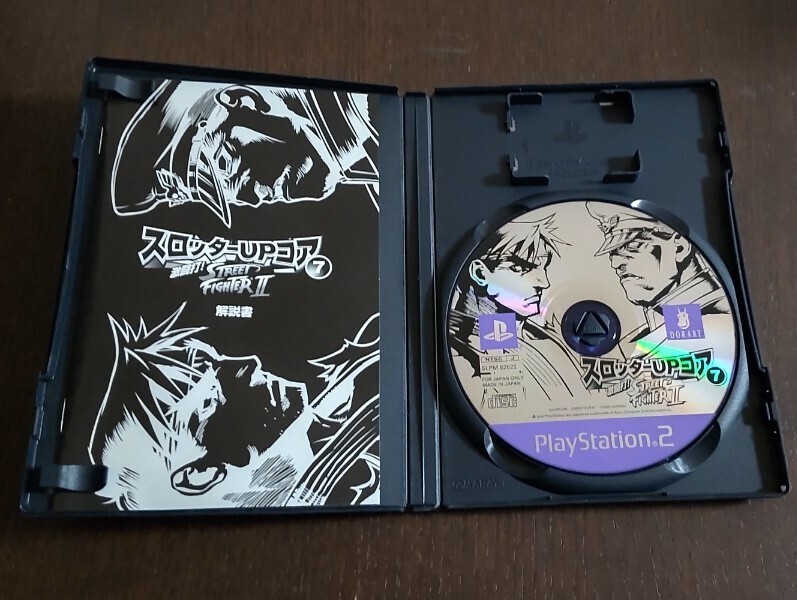 スロッターUPコア7
激闘打!
STREET
FIGHTER II
解説書
DORART
NTSC J
SLPM 62622
FOR JAPAN ONLY
MADE IN JAPAN
スロッターUPコア7
STREET
FIGHTER II
PlayStation.2